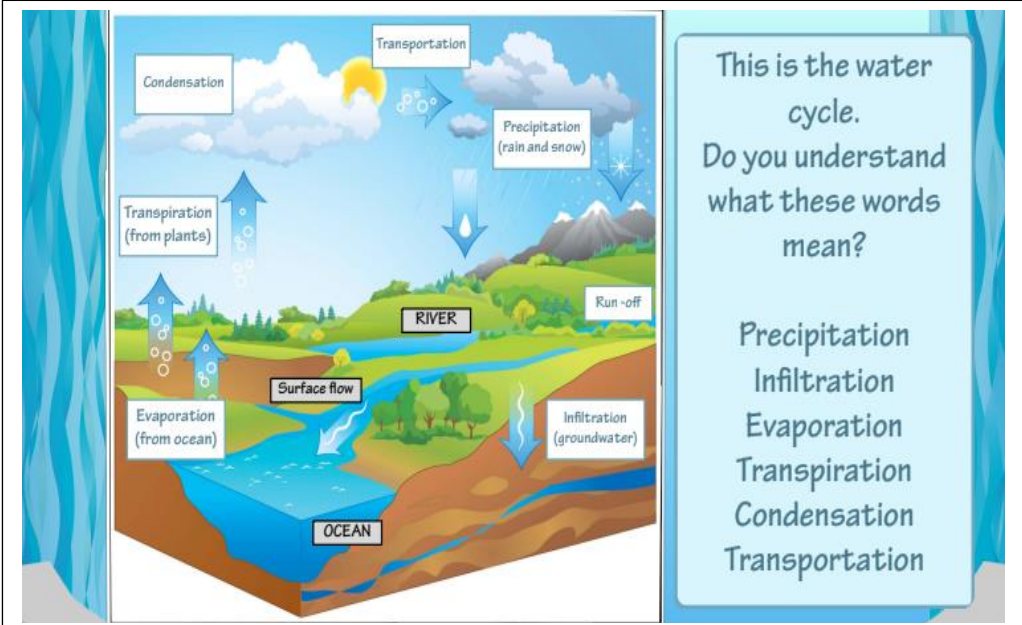 Transportation
Condensation
Precipitation
(rain and snow)
Transpiration
(from plants)
Run -off
RIVER
Surface flow
Evaporation
(from ocean)
Infiltration
(groundwater)
OCEAN
This is the water
cycle.
Do you understand
what these words
mean?
Precipitation
Infiltration
Evaporation
Transpiration
Condensation
Transportation